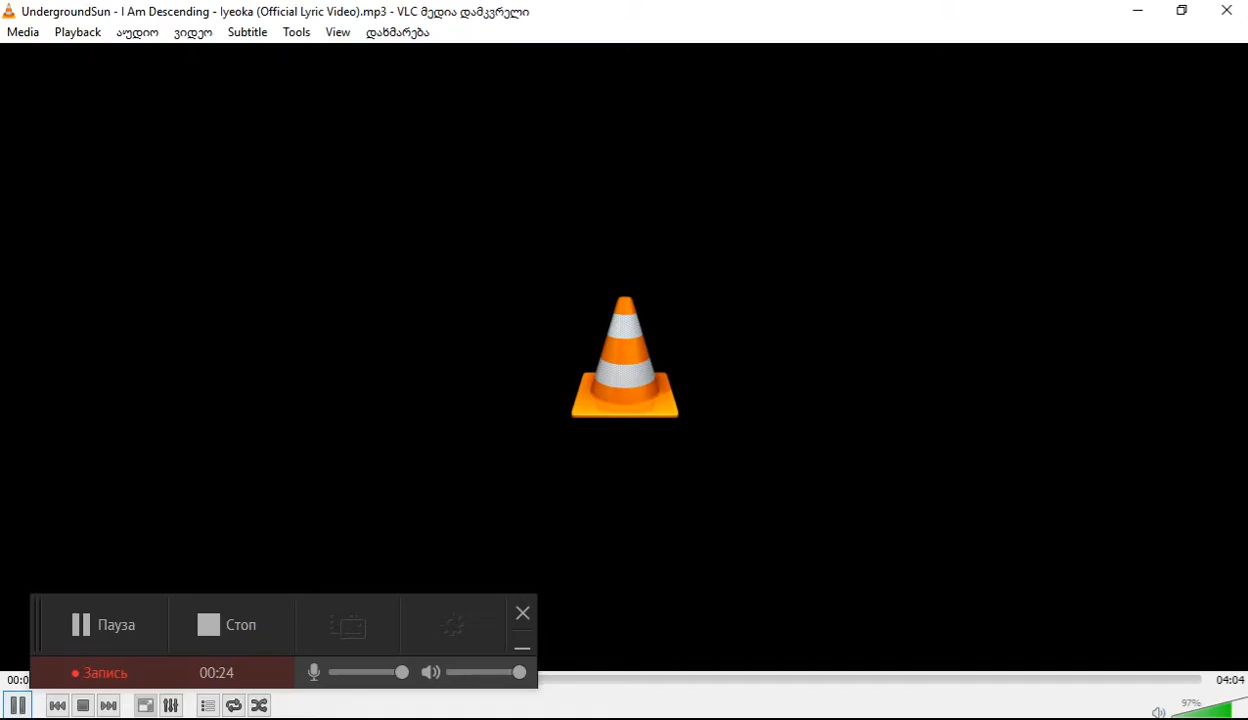 UndergroundSun - I Am Descending - Iyeoka (Official Lyric Video).mp3 - VLC მედია დამკვრელი
Media Playback აუდიო ვიდეო Subtitle Tools View დახმარება
Пауза Стоп
Запись 00:24
04:04
97%